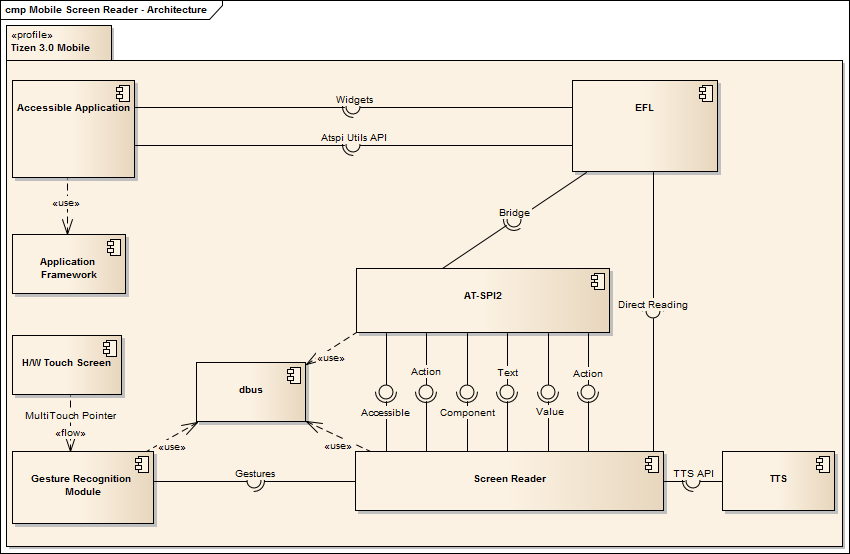 cmp Mobile Screen Reader - Architecture
«profile»
Tizen 3.0 Mobile
Accessible Application
Widgets
EFL
Atspi Utils API
«use»
Bridge
Application
Framework
AT-SPI2
Direct Reading
H/W Touch Screen
«use»
dbus
Action
Text
Action
MultiTouch Pointer
Accessible
Component
Value
«flow»
«use»
«use»
Gesture Recognition
Module
Gestures
Screen Reader
TTS API
TTS